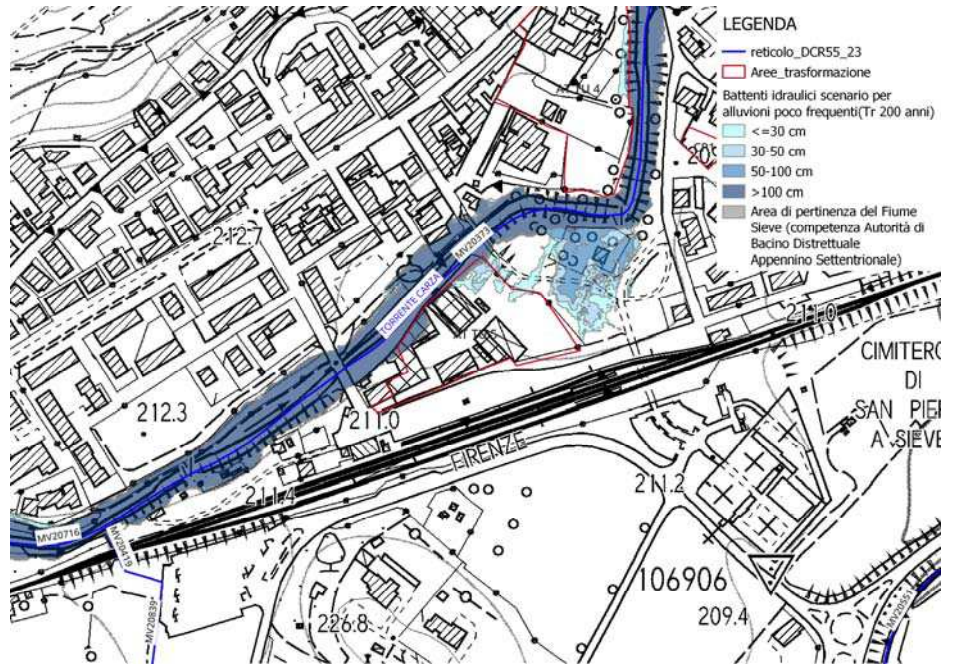 LEGENDA
reticolo_DCR55_23
Aree_trasformazione
Battenti idraulici scenario per
alluvioni poco frequenti(Tr 200 anni)
<=30 cm
30-50 cm
50-100 cm
>100 cm
Area di pertinenza del Fiume
Sieve (competenza Autorità di
Bacino Distrettuale
Appennino Settentrionale)
212.7
MV20373
TORRENTE CARZA
211.0
CIMITERO
DI
SAN PIER
A SIEVE
212.3
211.0
FIRENZE
211.4
211.2
MV20716
MV20419
MV20839*
106906
226.8
209.4
MV20551